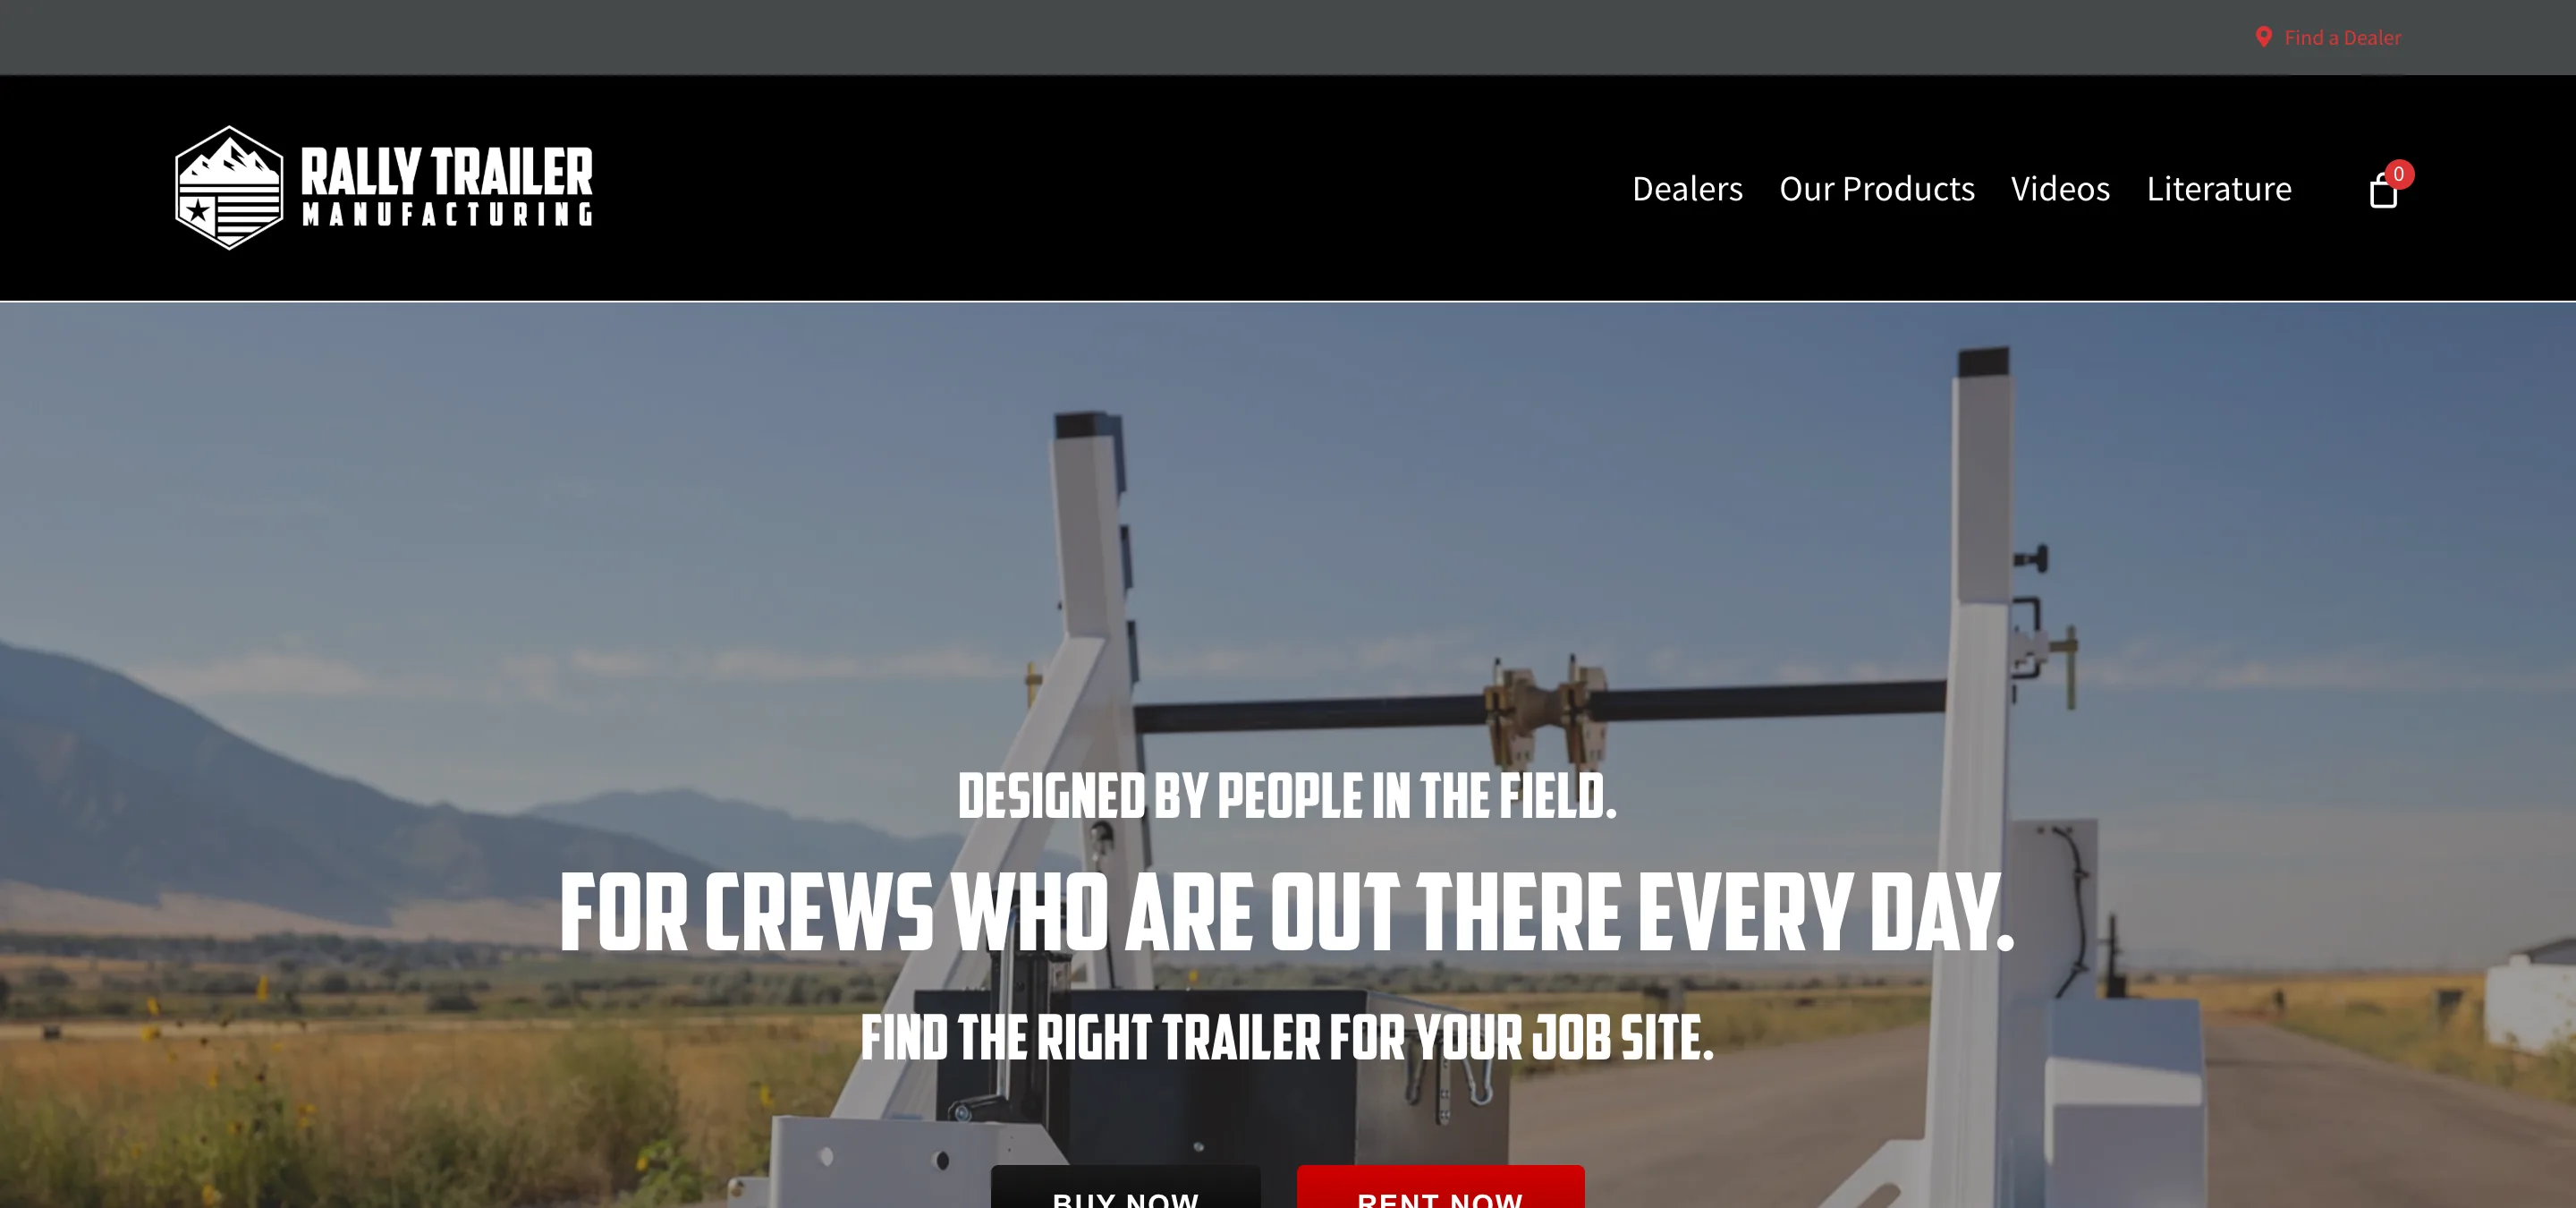 Find a Dealer
RALLY TRAILER
MANUFACTURING
Dealers Our Products Videos Literature 0
DESIGNED BY PEOPLE IN THE FIELD.
FOR CREWS WHO ARE OUT THERE EVERY DAY.
FIND THE RIGHT TRAILER FOR YOUR JOB SITE.
BUY NOW RENT NOW